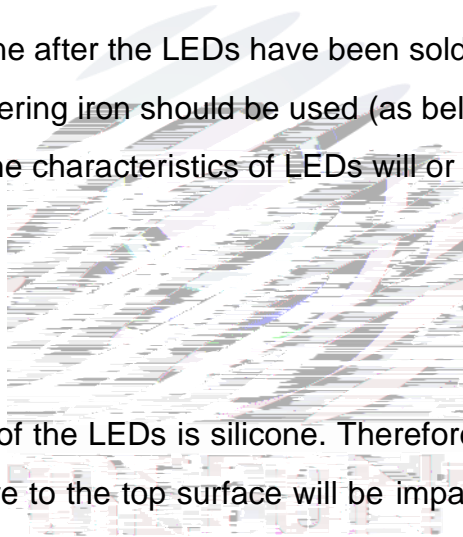 ne after the LEDs have been sold
ering iron should be used (as bel
ne characteristics of LEDs will or
of the LEDs is silicone. Therefore
e to the top surface will be impa